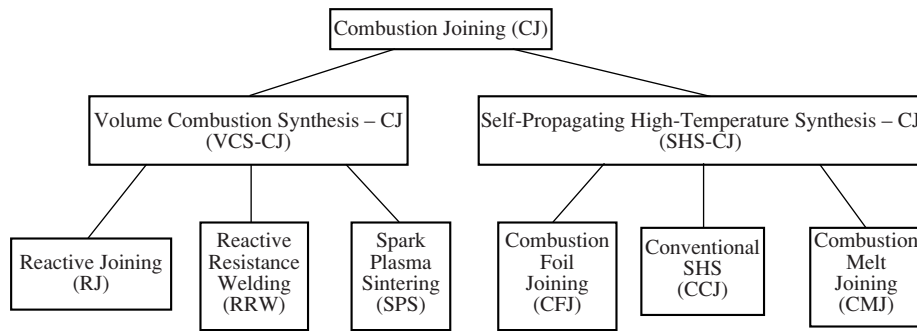 Combustion Joining (CJ)
Volume Combustion Synthesis – CJ
(VCS-CJ)
Self-Propagating High-Temperature Synthesis – CJ
(SHS-CJ)
Reactive Joining
(RJ)
Reactive
Resistance
Welding
(RRW)
Spark
Plasma
Sintering
(SPS)
Combustion
Foil
Joining
(CFJ)
Conventional
SHS
(CCJ)
Combustion
Melt
Joining
(CMJ)